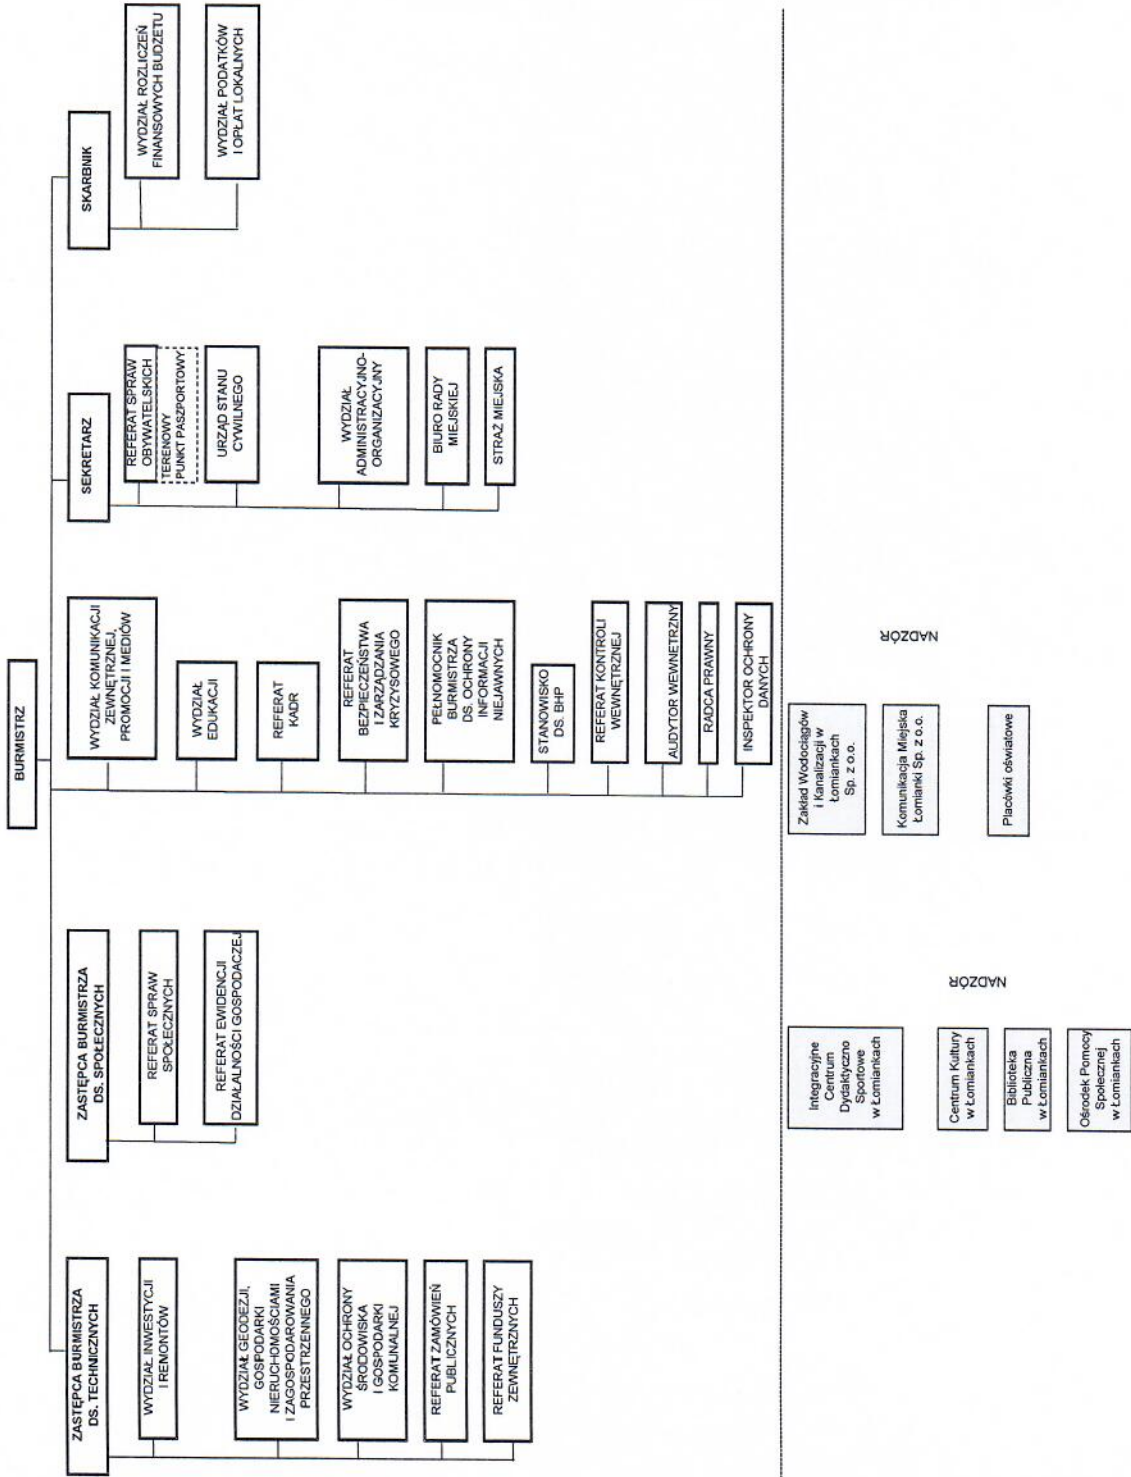 BURMISTRZ
ZASTĘPCA BURMISTRZA
DS. TECHNICZNYCH
WYDZIAŁ INWESTYCJI
I REMONTÓW
WYDZIAŁ GEODEZJI,
GOSPODARKI
NIERUCHOMOŚCIAMI
I ZAGOSPODAROWANIA
PRZESTRZENNEGO
WYDZIAŁ OCHRONY
ŚRODOWISKA
I GOSPODARKI
KOMUNALNEJ
REFERAT ZAMÓWIEŃ
PUBLICZNYCH
REFERAT FUNDUSZY
ZEWNĘTRZNYCH
ZASTĘPCA BURMISTRZA
DS. SPOŁECZNYCH
REFERAT SPRAW
SPOŁECZNYCH
REFERAT EWIDENCJI
DZIAŁALNOŚCI GOSPODACZEJ
WYDZIAŁ KOMUNIKACJI
ZEWNĘTRZNEJ,
PROMOCJI I MEDIÓW
WYDZIAŁ
EDUKACJI
REFERAT
KADR
REFERAT
BEZPIECZEŃSTWA
I ZARZĄDZANIA
KRYZYSOWEGO
PEŁNOMOCNIK
BURMISTRZA
DS. OCHRONY
INFORMACJI
NIEJAWNYCH
STANOWISKO
DS. BHP
REFERAT KONTROLI
WEWNĘTRZNEJ
AUDYTOR WEWNETRZNY
RADCA PRAWNY
INSPEKTOR OCHRONY
DANYCH
SEKRETARZ
REFERAT SPRAW
OBYWATELSKICH
TERENOWY
PUNKT PASZPORTOWY
URZĄD STANU
CYWILNEGO
WYDZIAŁ
ADMINISTRACYJNO-
ORGANIZACYJNY
BIURO RADY
MIEJSKIEJ
STRAŻ MIEJSKA
SKARBNIK
WYDZIAŁ ROZLICZEŃ
FINANSOWYCH BUDŻETU
WYDZIAŁ PODATKÓW
I OPŁAT LOKALNYCH
Integracyjne
Centrum
Dydaktyczno
Sportowe
w Łomiankach
Centrum Kultury
w Łomiankach
Biblioteka
Publiczna
w Łomiankach
Ośrodek Pomocy
Społecznej
w Łomiankach
NADZÓR
Zakład Wodociągów
i Kanalizacji w
Łomiankach
Sp. z o.o.
Komunikacja Miejska
Łomianki Sp. z o.o.
Placówki oświatowe
NADZÓR